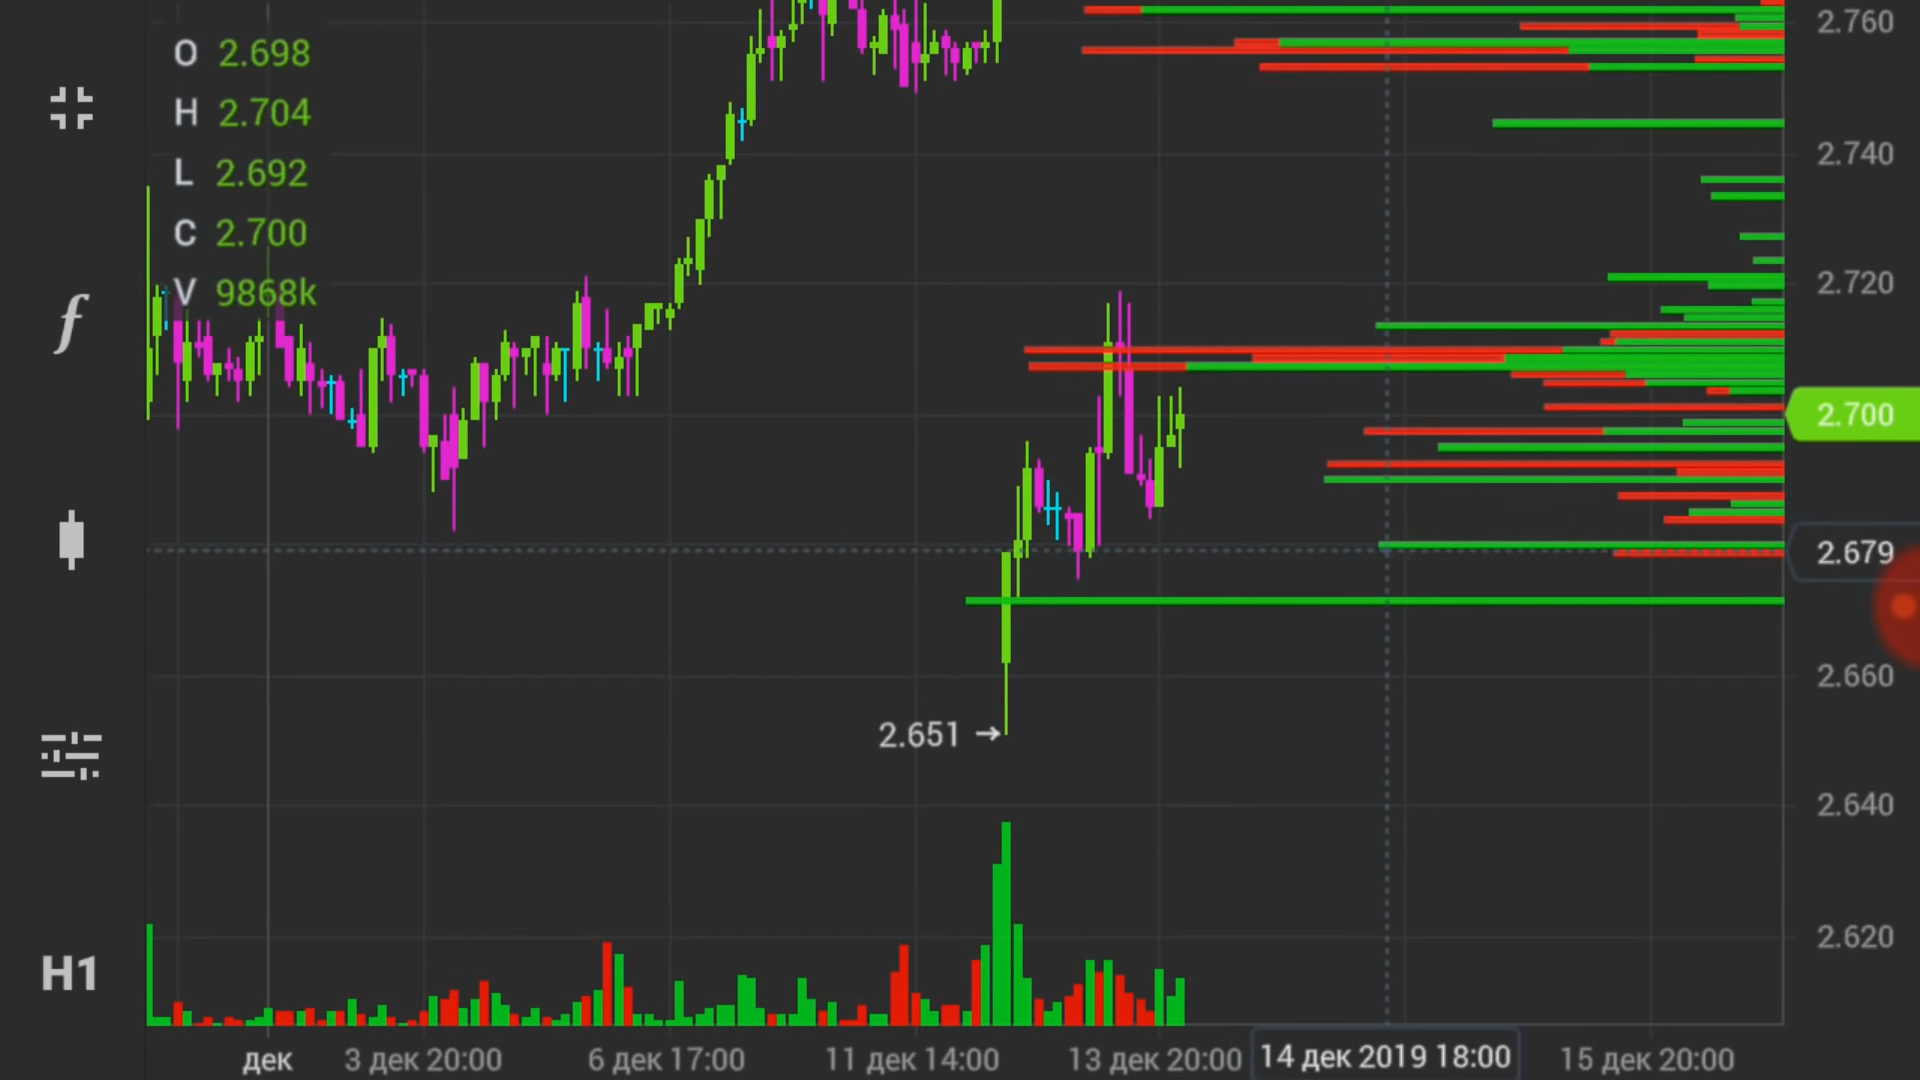 O 2.698
H 2.704
L 2.692
C 2.700
V 9868k
f
H1
2.760
2.740
2.720
2.700
2.679
2.660
2.640
2.620
2.651 →
дек
3 дек 20:00
6 дек 17:00
11 дек 14:00
13 дек 20:00
14 дек 2019 18:00
15 дек 20:00